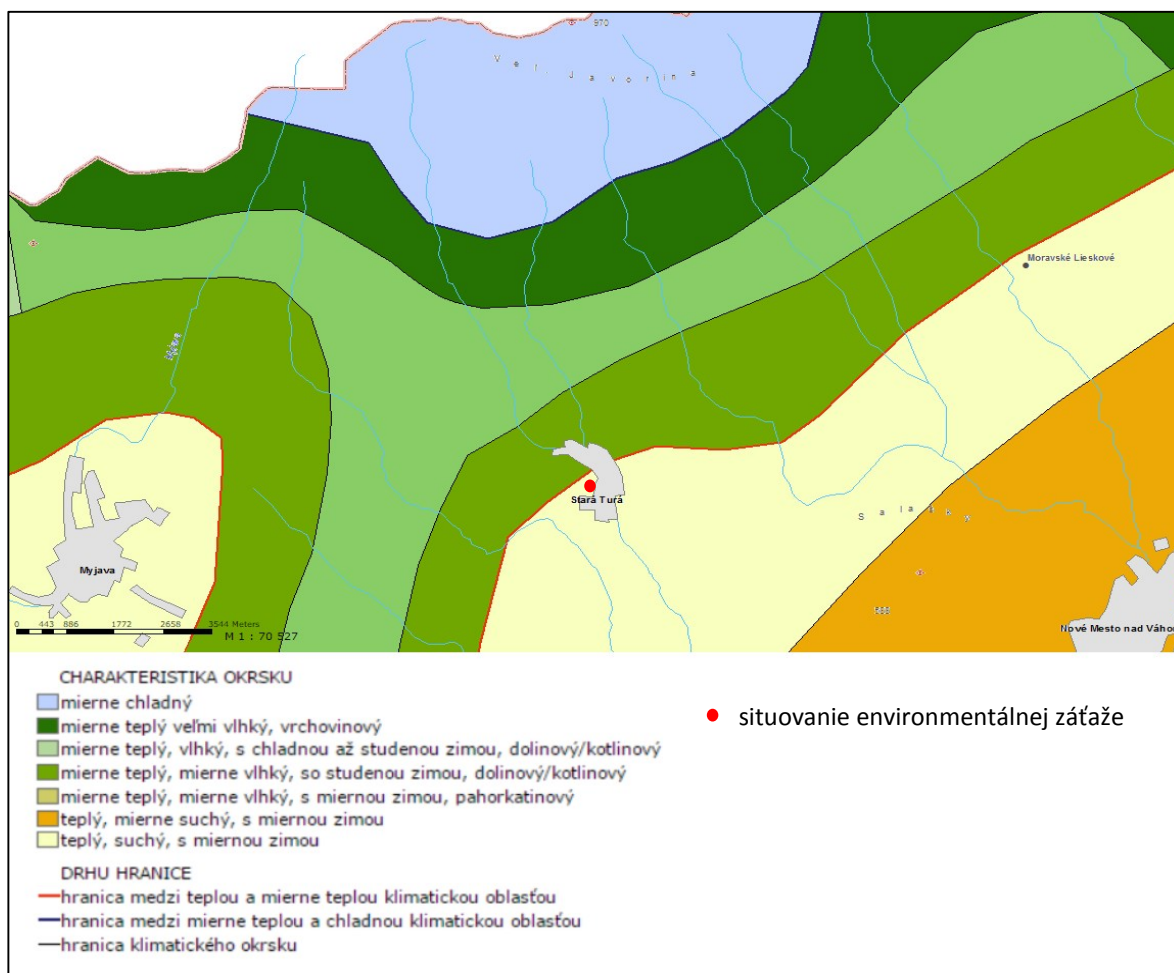 970
Veľ. Javorina
Moravské Lieskové
Stará Turá
Myjava
588
Nové Mesto nad Váhom
0 443 886 1772 2658 3544 Meters
M 1 : 70 527
CHARAKTERISTIKA OKRSKU
mierne chladný
mierne teplý veľmi vlhký, vrchovinový
mierne teplý, vlhký, s chladnou až studenou zimou, dolinový/kotlinový
mierne teplý, mierne vlhký, so studenou zimou, dolinový/kotlinový
mierne teplý, mierne vlhký, s miernou zimou, pahorkatinový
teplý, mierne suchý, s miernou zimou
teplý, suchý, s miernou zimou
DRHU HRANICE
hranica medzi teplou a mierne teplou klimatickou oblasťou
hranica medzi mierne teplou a chladnou klimatickou oblasťou
hranica klimatického okrsku
situovanie environmentálnej záťaže